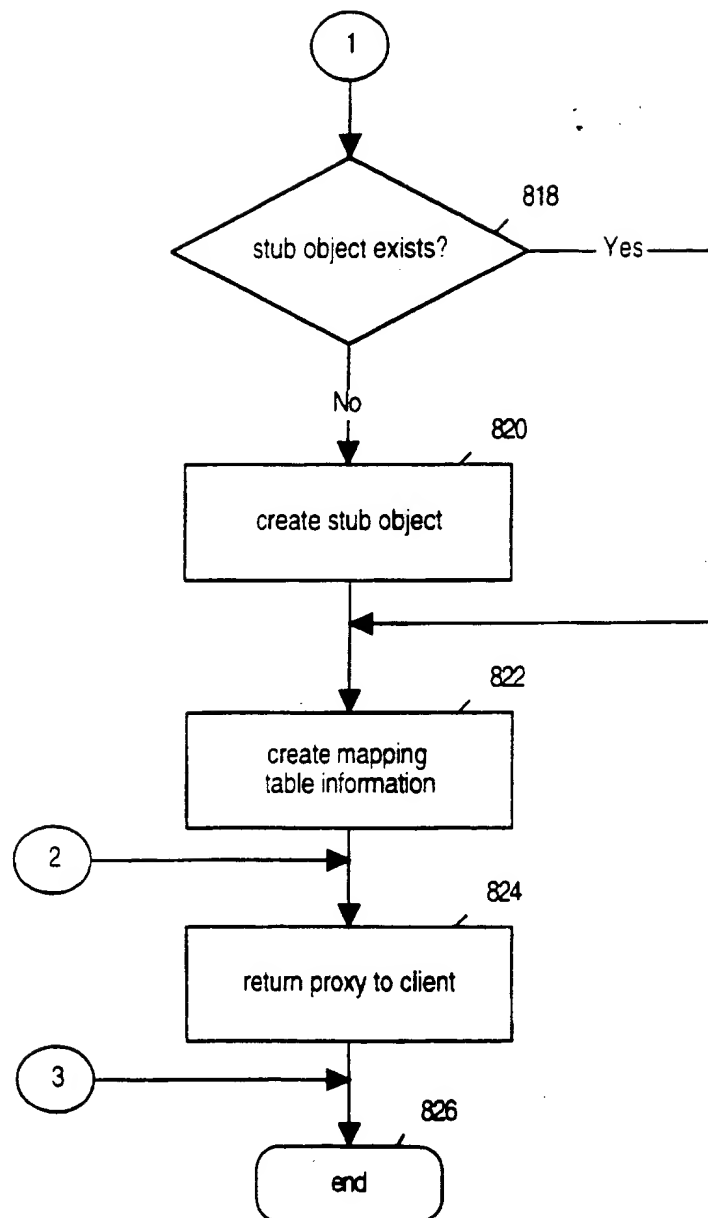 1
818
stub object exists?
Yes
No
820
create stub object
822
create mapping
table information
2
824
return proxy to client
3
826
end